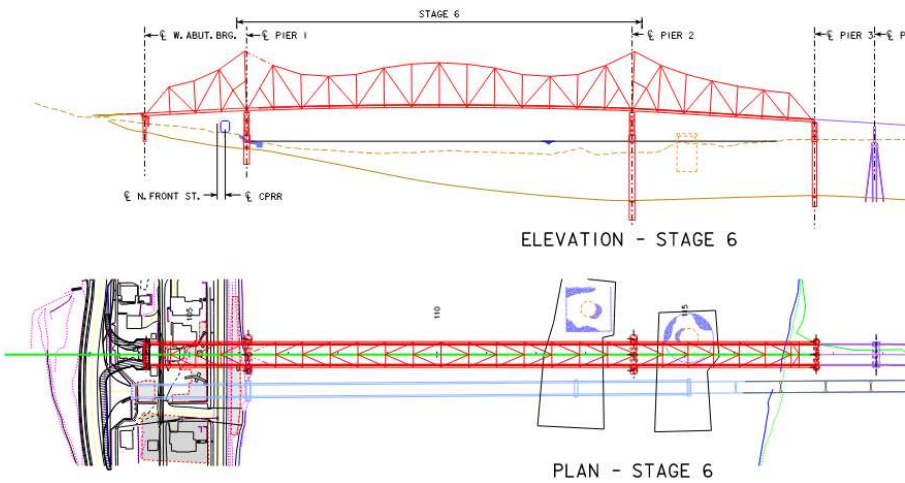 STAGE 6
℄ W. ABUT. BRG.
℄ PIER 1
℄ PIER 2
℄ PIER 3
℄ P
℄ N. FRONT ST.
℄ CPRR
ELEVATION - STAGE 6
105
110
115
PLAN - STAGE 6